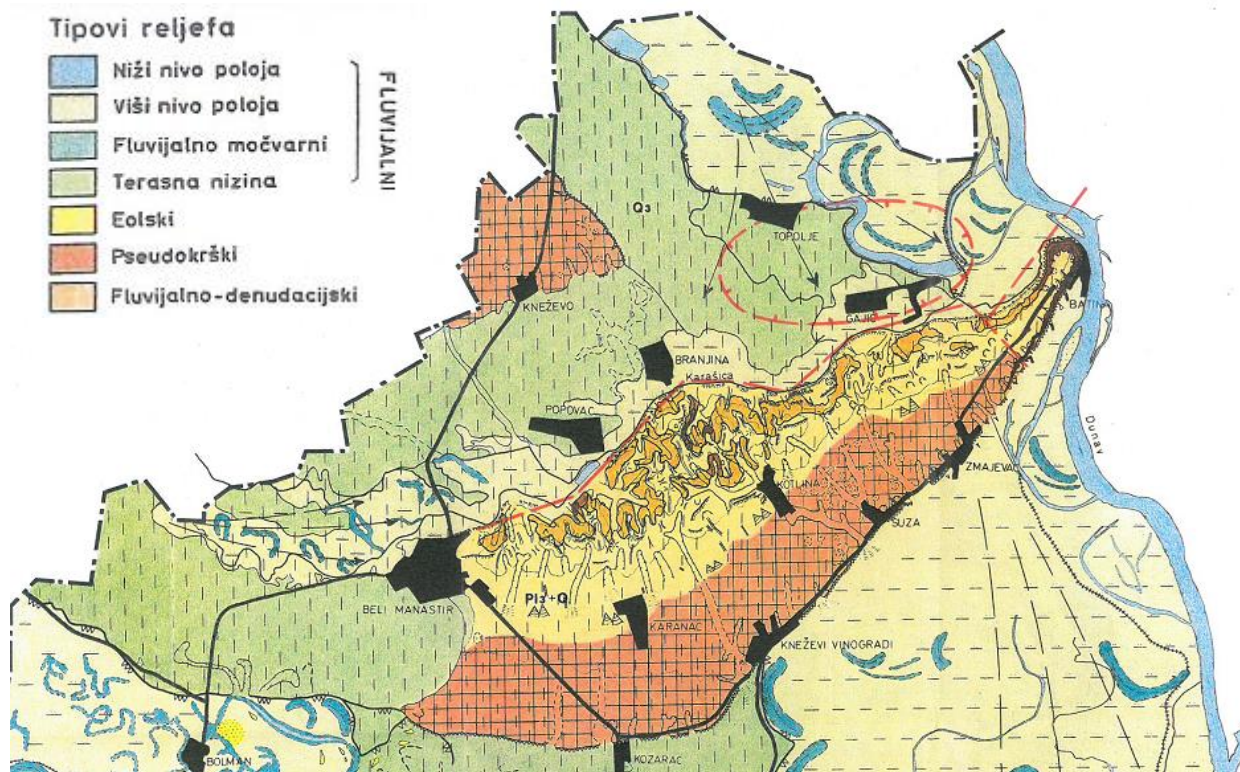 Tipovi reljefa
Niži nivo poloja
Viši nivo poloja
Fluvijalno močvarni
Terasna nizina
Eolski
Pseudokrški
Fluvijalno-denudacijski
FLUVIJALNI
Q3
TOPOLJE
KNEŽEVO
GAJIĆ
BATINA
BRANJINA
Karašica
POPOVAC
Dunav
ZMAJEVAC
KOTLINA
SUZA
BELI MANASTIR
Pl3+Q
KARANAC
KNEŽEVI VINOGRADI
BOLMAN
KOZARAC